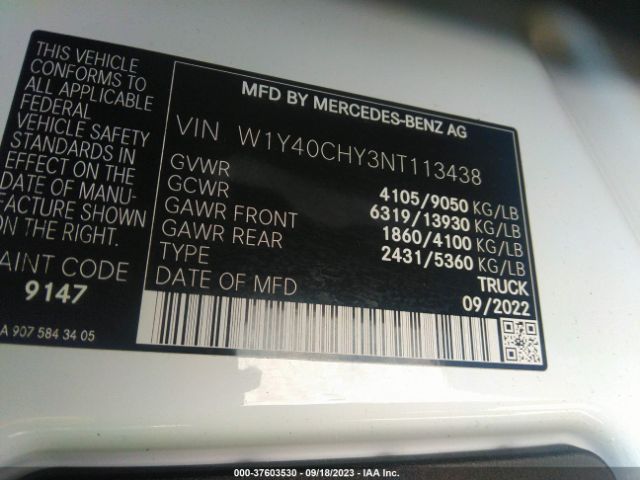 THIS VEHICLE
CONFORMS TO
ALL APPLICABLE
FEDERAL
VEHICLE SAFETY
STANDARDS IN
EFFECT ON THE
DATE OF MANU-
FACTURE SHOWN
ON THE RIGHT.
AINT CODE
9147
A 907 584 34 05
MFD BY MERCEDES-BENZ AG
VIN W1Y40CHY3NT113438
GVWR 4105/9050 KG/LB
GCWR 6319/13930 KG/LB
GAWR FRONT 1860/4100 KG/LB
GAWR REAR 2431/5360 KG/LB
TYPE TRUCK
DATE OF MFD 09/2022
000-37603530 - 09/18/2023 - IAA Inc.